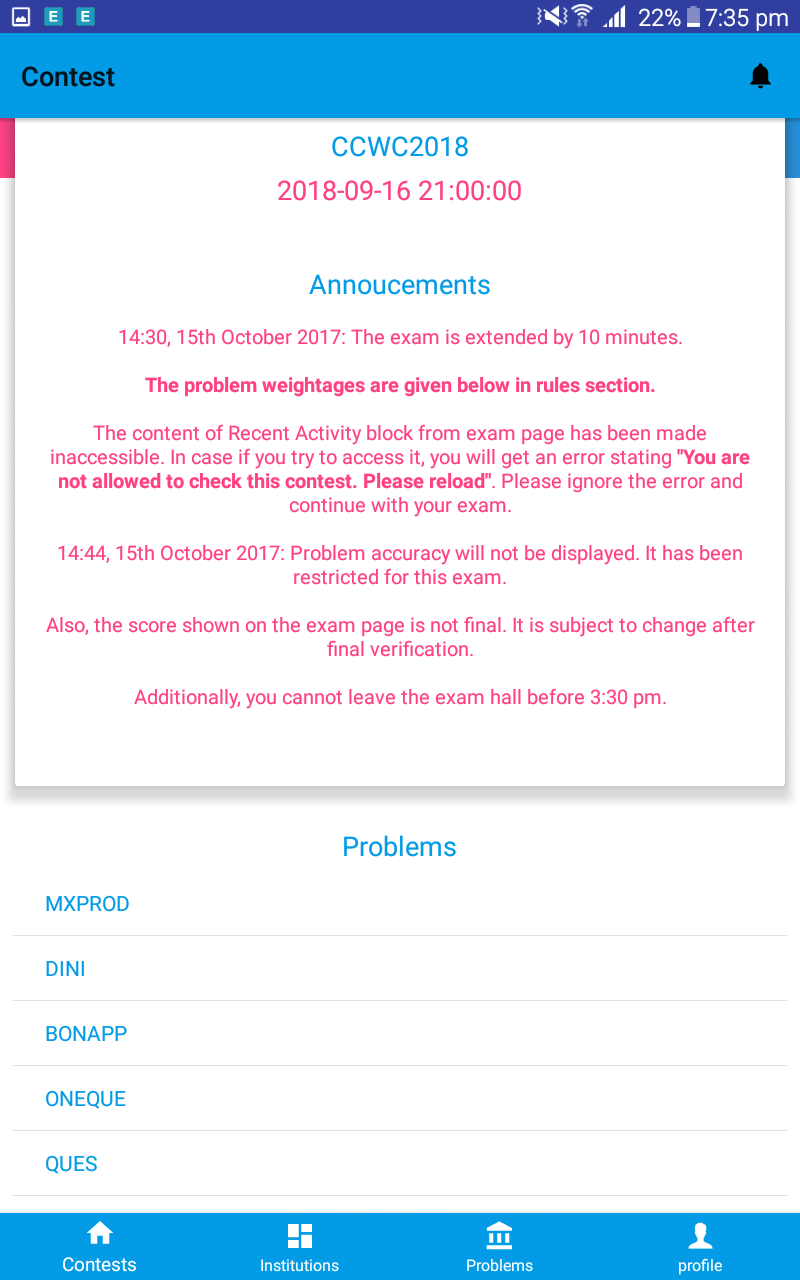 E E 22% 7:35 pm
Contest
CCWC2018
2018-09-16 21:00:00
Annoucements
14:30, 15th October 2017: The exam is extended by 10 minutes.
The problem weightages are given below in rules section.
The content of Recent Activity block from exam page has been made
inaccessible. In case if you try to access it, you will get an error stating "You are
not allowed to check this contest. Please reload". Please ignore the error and
continue with your exam.
14:44, 15th October 2017: Problem accuracy will not be displayed. It has been
restricted for this exam.
Also, the score shown on the exam page is not final. It is subject to change after
final verification.
Additionally, you cannot leave the exam hall before 3:30 pm.
Problems
MXPROD
DINI
BONAPP
ONEQUE
QUES
Contests Institutions Problems profile